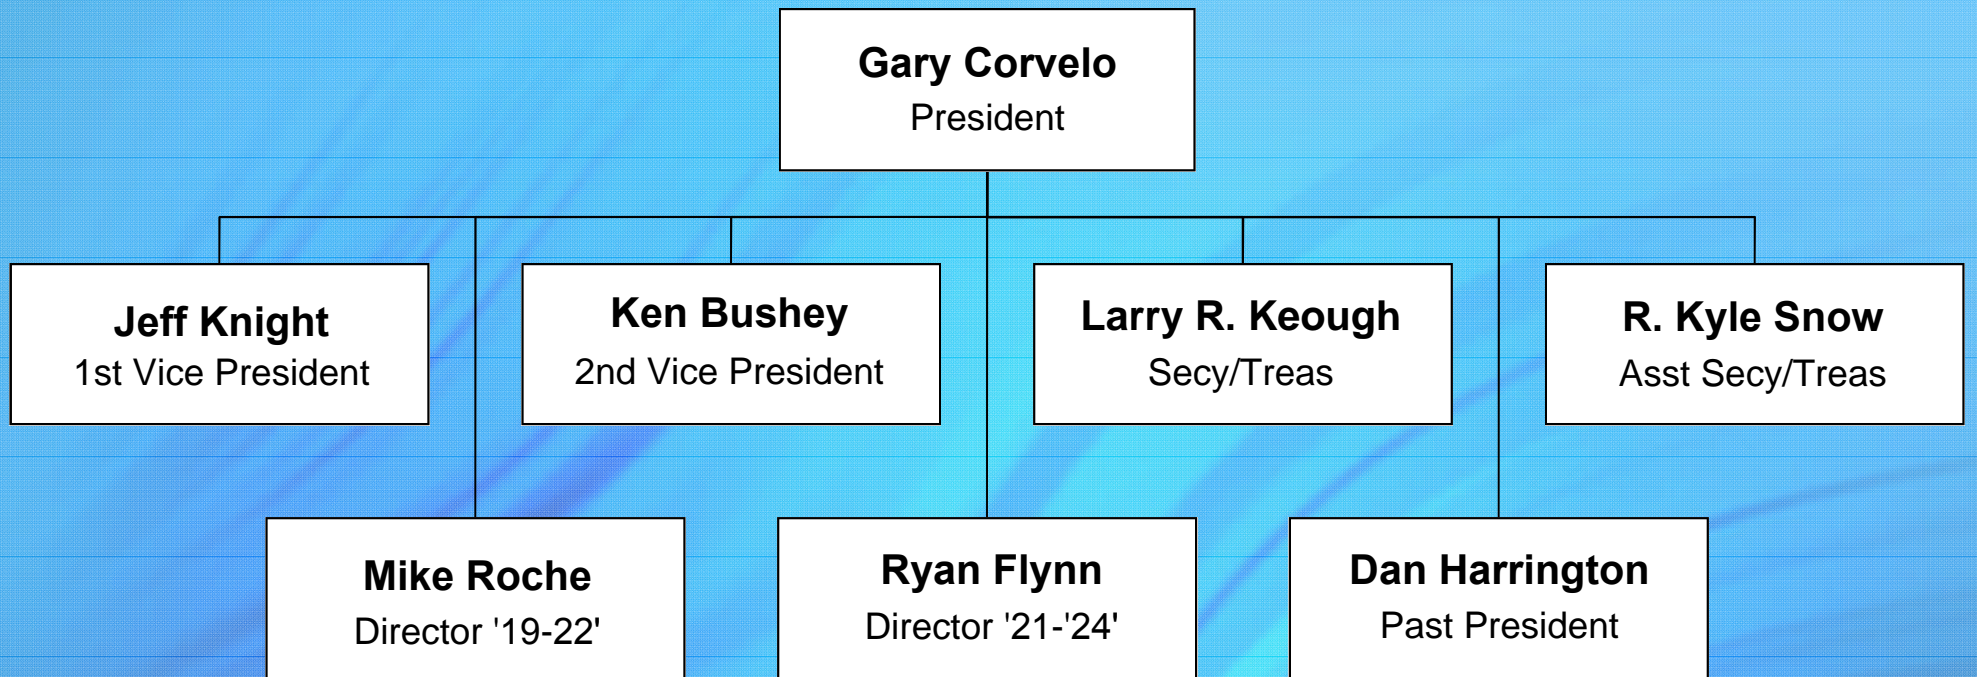 Gary Corvelo
President
Jeff Knight
1st Vice President
Ken Bushey
2nd Vice President
Larry R. Keough
Secy/Treas
R. Kyle Snow
Asst Secy/Treas
Mike Roche
Director '19-22'
Ryan Flynn
Director '21-'24'
Dan Harrington
Past President